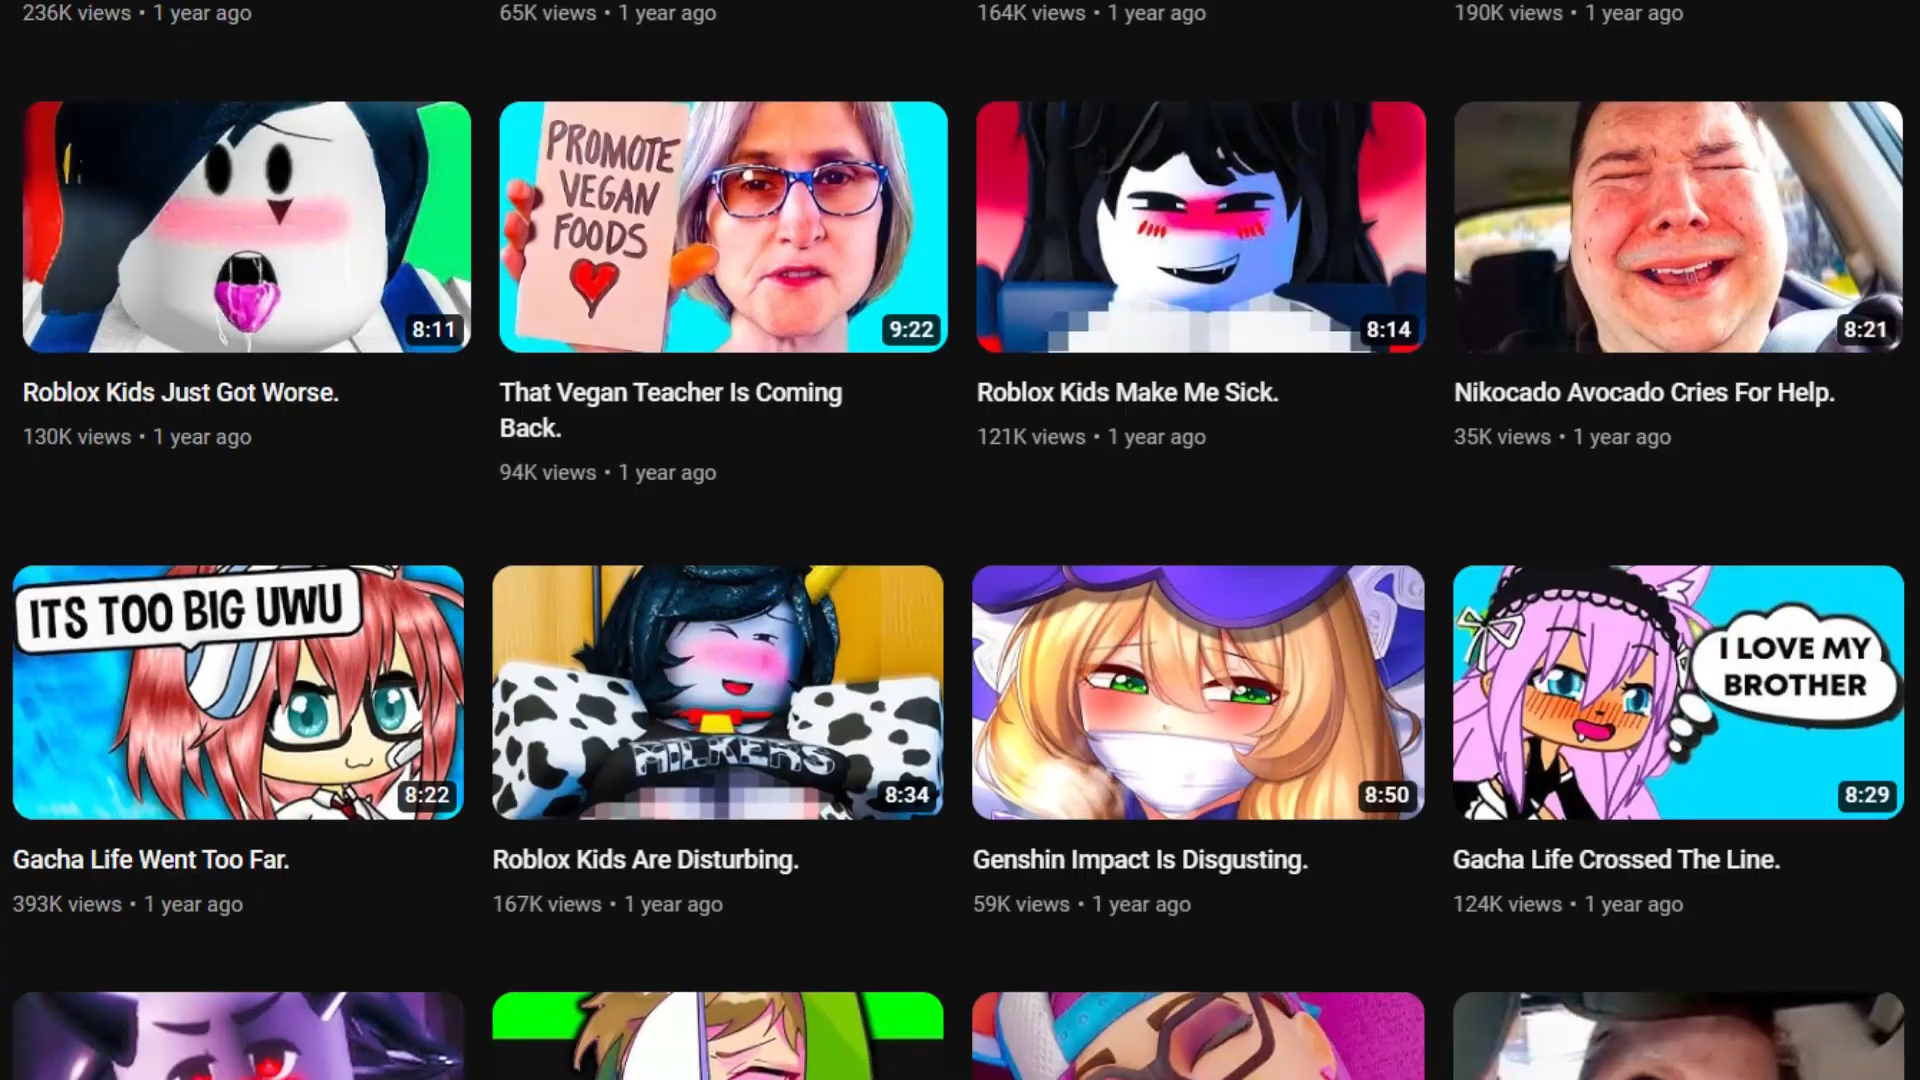 236K views • 1 year ago
65K views • 1 year ago
164K views • 1 year ago
190K views • 1 year ago
PROMOTE
VEGAN
FOODS
8:11
9:22
8:14
8:21
Roblox Kids Just Got Worse.
130K views • 1 year ago
That Vegan Teacher Is Coming
Back.
94K views • 1 year ago
Roblox Kids Make Me Sick.
121K views • 1 year ago
Nikocado Avocado Cries For Help.
35K views • 1 year ago
ITS TOO BIG UWU
8:22
MILKERS
8:34
8:50
I LOVE MY
BROTHER
8:29
Gacha Life Went Too Far.
393K views • 1 year ago
Roblox Kids Are Disturbing.
167K views • 1 year ago
Genshin Impact Is Disgusting.
59K views • 1 year ago
Gacha Life Crossed The Line.
124K views • 1 year ago